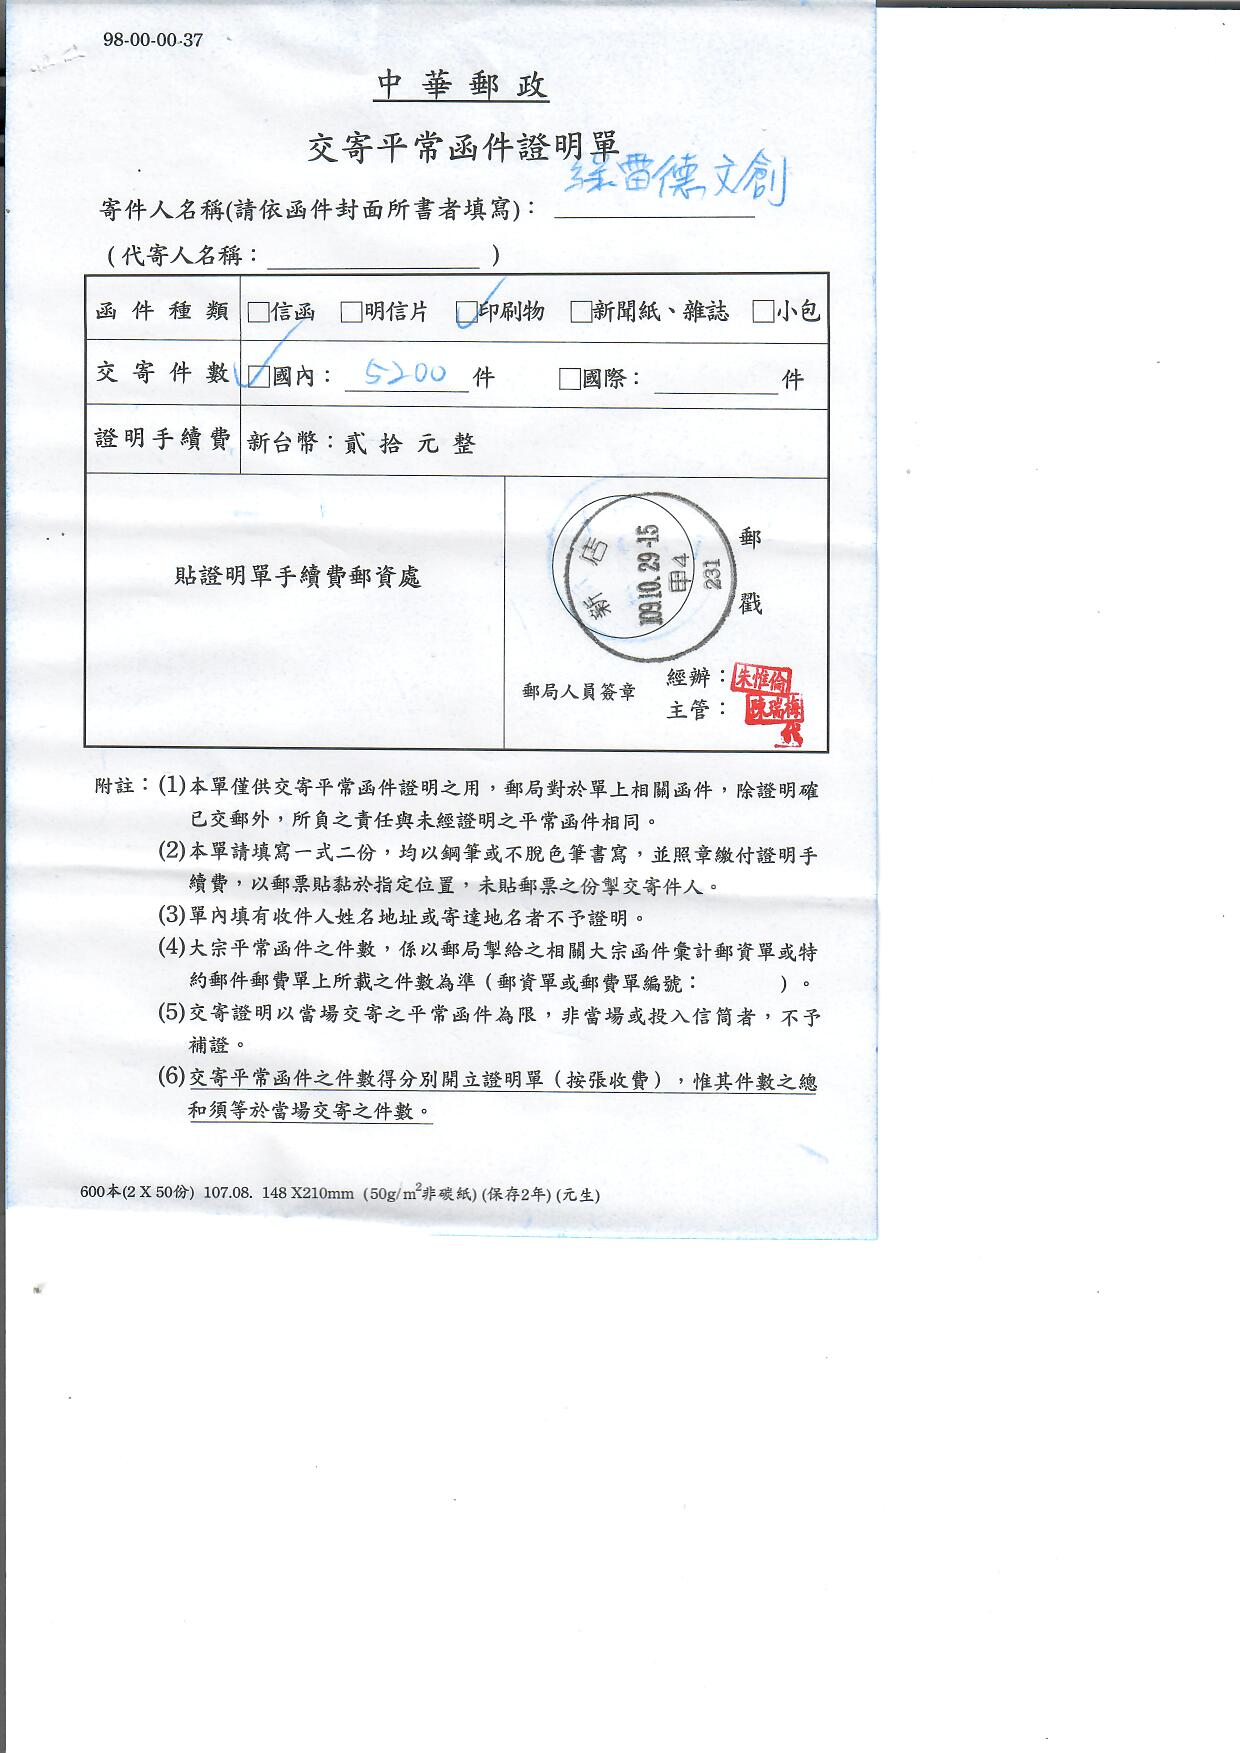 98-00-00-37
中華郵政
交寄平常函件證明單
綠雷德文創
寄件人名稱(請依函件封面所書者填寫)：
(代寄人名稱： )
函件種類 □信函 □明信片 □印刷物 □新聞紙、雜誌 □小包
交寄件數 □國內： 5200 件 □國際： 件
證明手續費 新台幣：貳拾元整
貼證明單手續費郵資處
新店
109.10.29-15
甲4
231
郵戳
郵局人員簽章
經辦：朱惟倫
主管：陳瑞梅
代
附註：(1)本單僅供交寄平常函件證明之用，郵局對於單上相關函件，除證明確
已交郵外，所負之責任與未經證明之平常函件相同。
(2)本單請填寫一式二份，均以鋼筆或不脫色筆書寫，並照章繳付證明手
續費，以郵票貼黏於指定位置，未貼郵票之份掣交寄件人。
(3)單內填有收件人姓名地址或寄達地名者不予證明。
(4)大宗平常函件之件數，係以郵局掣給之相關大宗函件彙計郵資單或特
約郵件郵費單上所載之件數為準（郵資單或郵費單編號： ）。
(5)交寄證明以當場交寄之平常函件為限，非當場或投入信筒者，不予
補證。
(6)交寄平常函件之件數得分別開立證明單（按張收費），惟其件數之總
和須等於當場交寄之件數。
600本(2 X 50份) 107.08. 148 X210mm (50g/m²非碳紙)(保存2年)(元生)